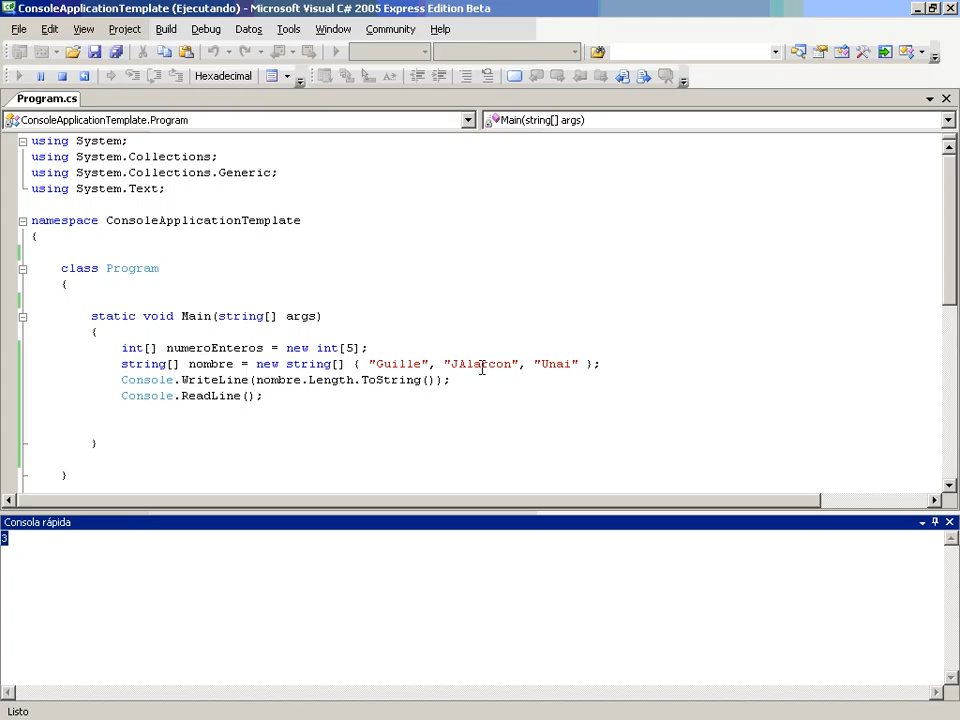 ConsoleApplicationTemplate (Ejecutando) - Microsoft Visual C# 2005 Express Edition Beta
File Edit View Project Build Debug Datos Tools Window Community Help
Hexadecimal
Program.cs
ConsoleApplicationTemplate.Program Main(string[] args)
using System;
using System.Collections;
using System.Collections.Generic;
using System.Text;
namespace ConsoleApplicationTemplate
{
class Program
{
static void Main(string[] args)
{
int[] numeroEnteros = new int[5];
string[] nombre = new string[] { "Guille", "JAlarcon", "Unai" };
Console.WriteLine(nombre.Length.ToString());
Console.ReadLine();
}
}
Consola rápida
3
Listo